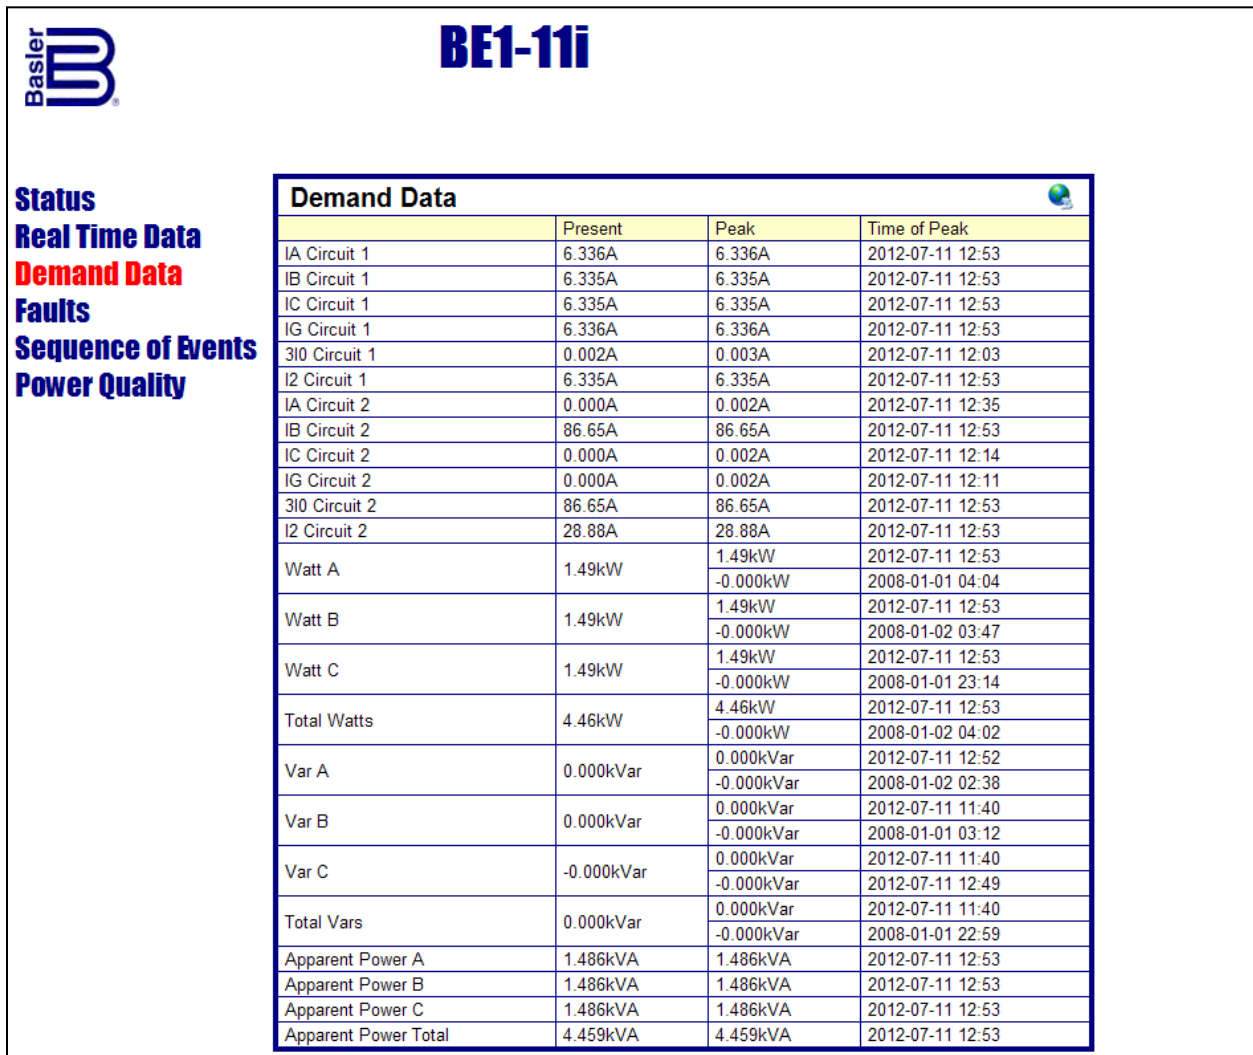 Basler
BE1-11i
Status
Real Time Data
Demand Data
Faults
Sequence of Events
Power Quality
Demand Data
Present Peak Time of Peak
IA Circuit 1 6.336A 6.336A 2012-07-11 12:53
IB Circuit 1 6.335A 6.335A 2012-07-11 12:53
IC Circuit 1 6.335A 6.335A 2012-07-11 12:53
IG Circuit 1 6.336A 6.336A 2012-07-11 12:53
3I0 Circuit 1 0.002A 0.003A 2012-07-11 12:03
I2 Circuit 1 6.335A 6.335A 2012-07-11 12:53
IA Circuit 2 0.000A 0.002A 2012-07-11 12:35
IB Circuit 2 86.65A 86.65A 2012-07-11 12:53
IC Circuit 2 0.000A 0.002A 2012-07-11 12:14
IG Circuit 2 0.000A 0.002A 2012-07-11 12:11
3I0 Circuit 2 86.65A 86.65A 2012-07-11 12:53
I2 Circuit 2 28.88A 28.88A 2012-07-11 12:53
Watt A 1.49kW 1.49kW 2012-07-11 12:53
-0.000kW 2008-01-01 04:04
Watt B 1.49kW 1.49kW 2012-07-11 12:53
-0.000kW 2008-01-02 03:47
Watt C 1.49kW 1.49kW 2012-07-11 12:53
-0.000kW 2008-01-01 23:14
Total Watts 4.46kW 4.46kW 2012-07-11 12:53
-0.000kW 2008-01-02 04:02
Var A 0.000kVar 0.000kVar 2012-07-11 12:52
-0.000kVar 2008-01-02 02:38
Var B 0.000kVar 0.000kVar 2012-07-11 11:40
-0.000kVar 2008-01-01 03:12
Var C -0.000kVar 0.000kVar 2012-07-11 11:40
-0.000kVar 2012-07-11 12:49
Total Vars 0.000kVar 0.000kVar 2012-07-11 11:40
-0.000kVar 2008-01-01 22:59
Apparent Power A 1.486kVA 1.486kVA 2012-07-11 12:53
Apparent Power B 1.486kVA 1.486kVA 2012-07-11 12:53
Apparent Power C 1.486kVA 1.486kVA 2012-07-11 12:53
Apparent Power Total 4.459kVA 4.459kVA 2012-07-11 12:53